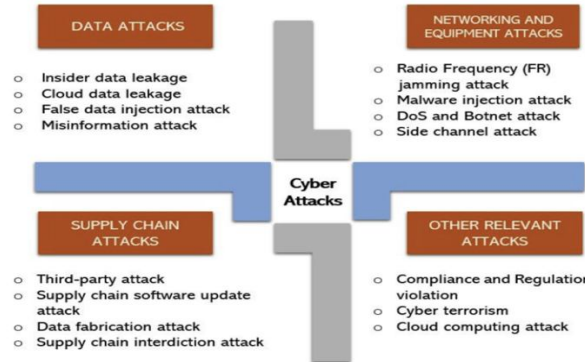 DATA ATTACKS
Insider data leakage
Cloud data leakage
False data injection attack
Misinformation attack
NETWORKING AND
EQUIPMENT ATTACKS
Radio Frequency (FR)
jamming attack
Malware injection attack
DoS and Botnet attack
Side channel attack
Cyber
Attacks
SUPPLY CHAIN
ATTACKS
Third-party attack
Supply chain software update
attack
Data fabrication attack
Supply chain interdiction attack
OTHER RELEVANT
ATTACKS
Compliance and Regulation
violation
Cyber terrorism
Cloud computing attack